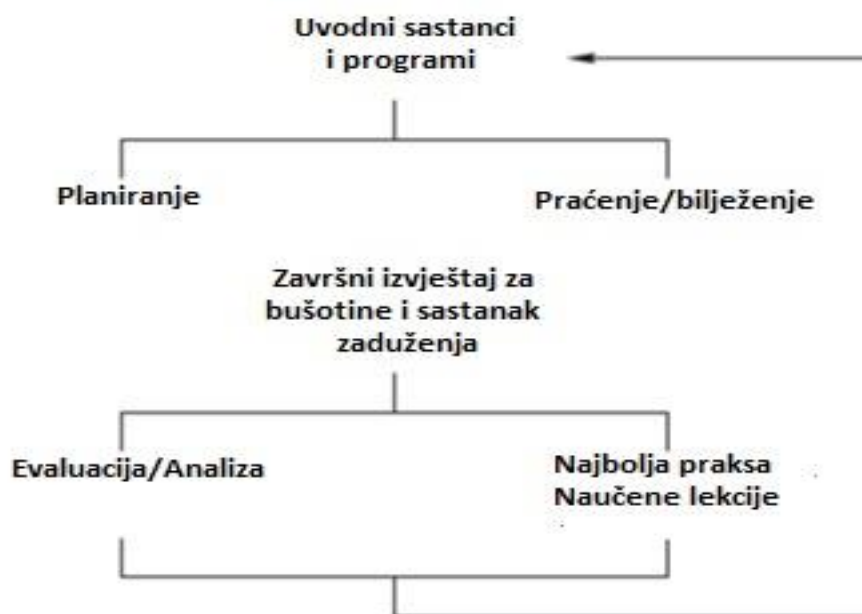 Uvodni sastanci
i programi
Planiranje
Praćenje/bilježenje
Završni izvještaj za
bušotine i sastanak
zaduženja
Evaluacija/Analiza
Najbolja praksa
Naučene lekcije